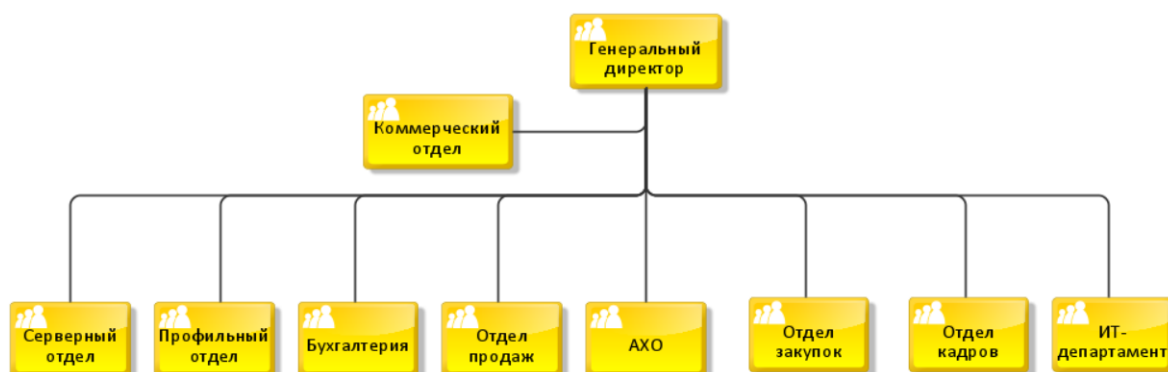 Генеральный
директор
Коммерческий
отдел
Серверный
отдел
Профильный
отдел
Бухгалтерия
Отдел
продаж
АХО
Отдел
закупок
Отдел
кадров
ИТ-
департамент